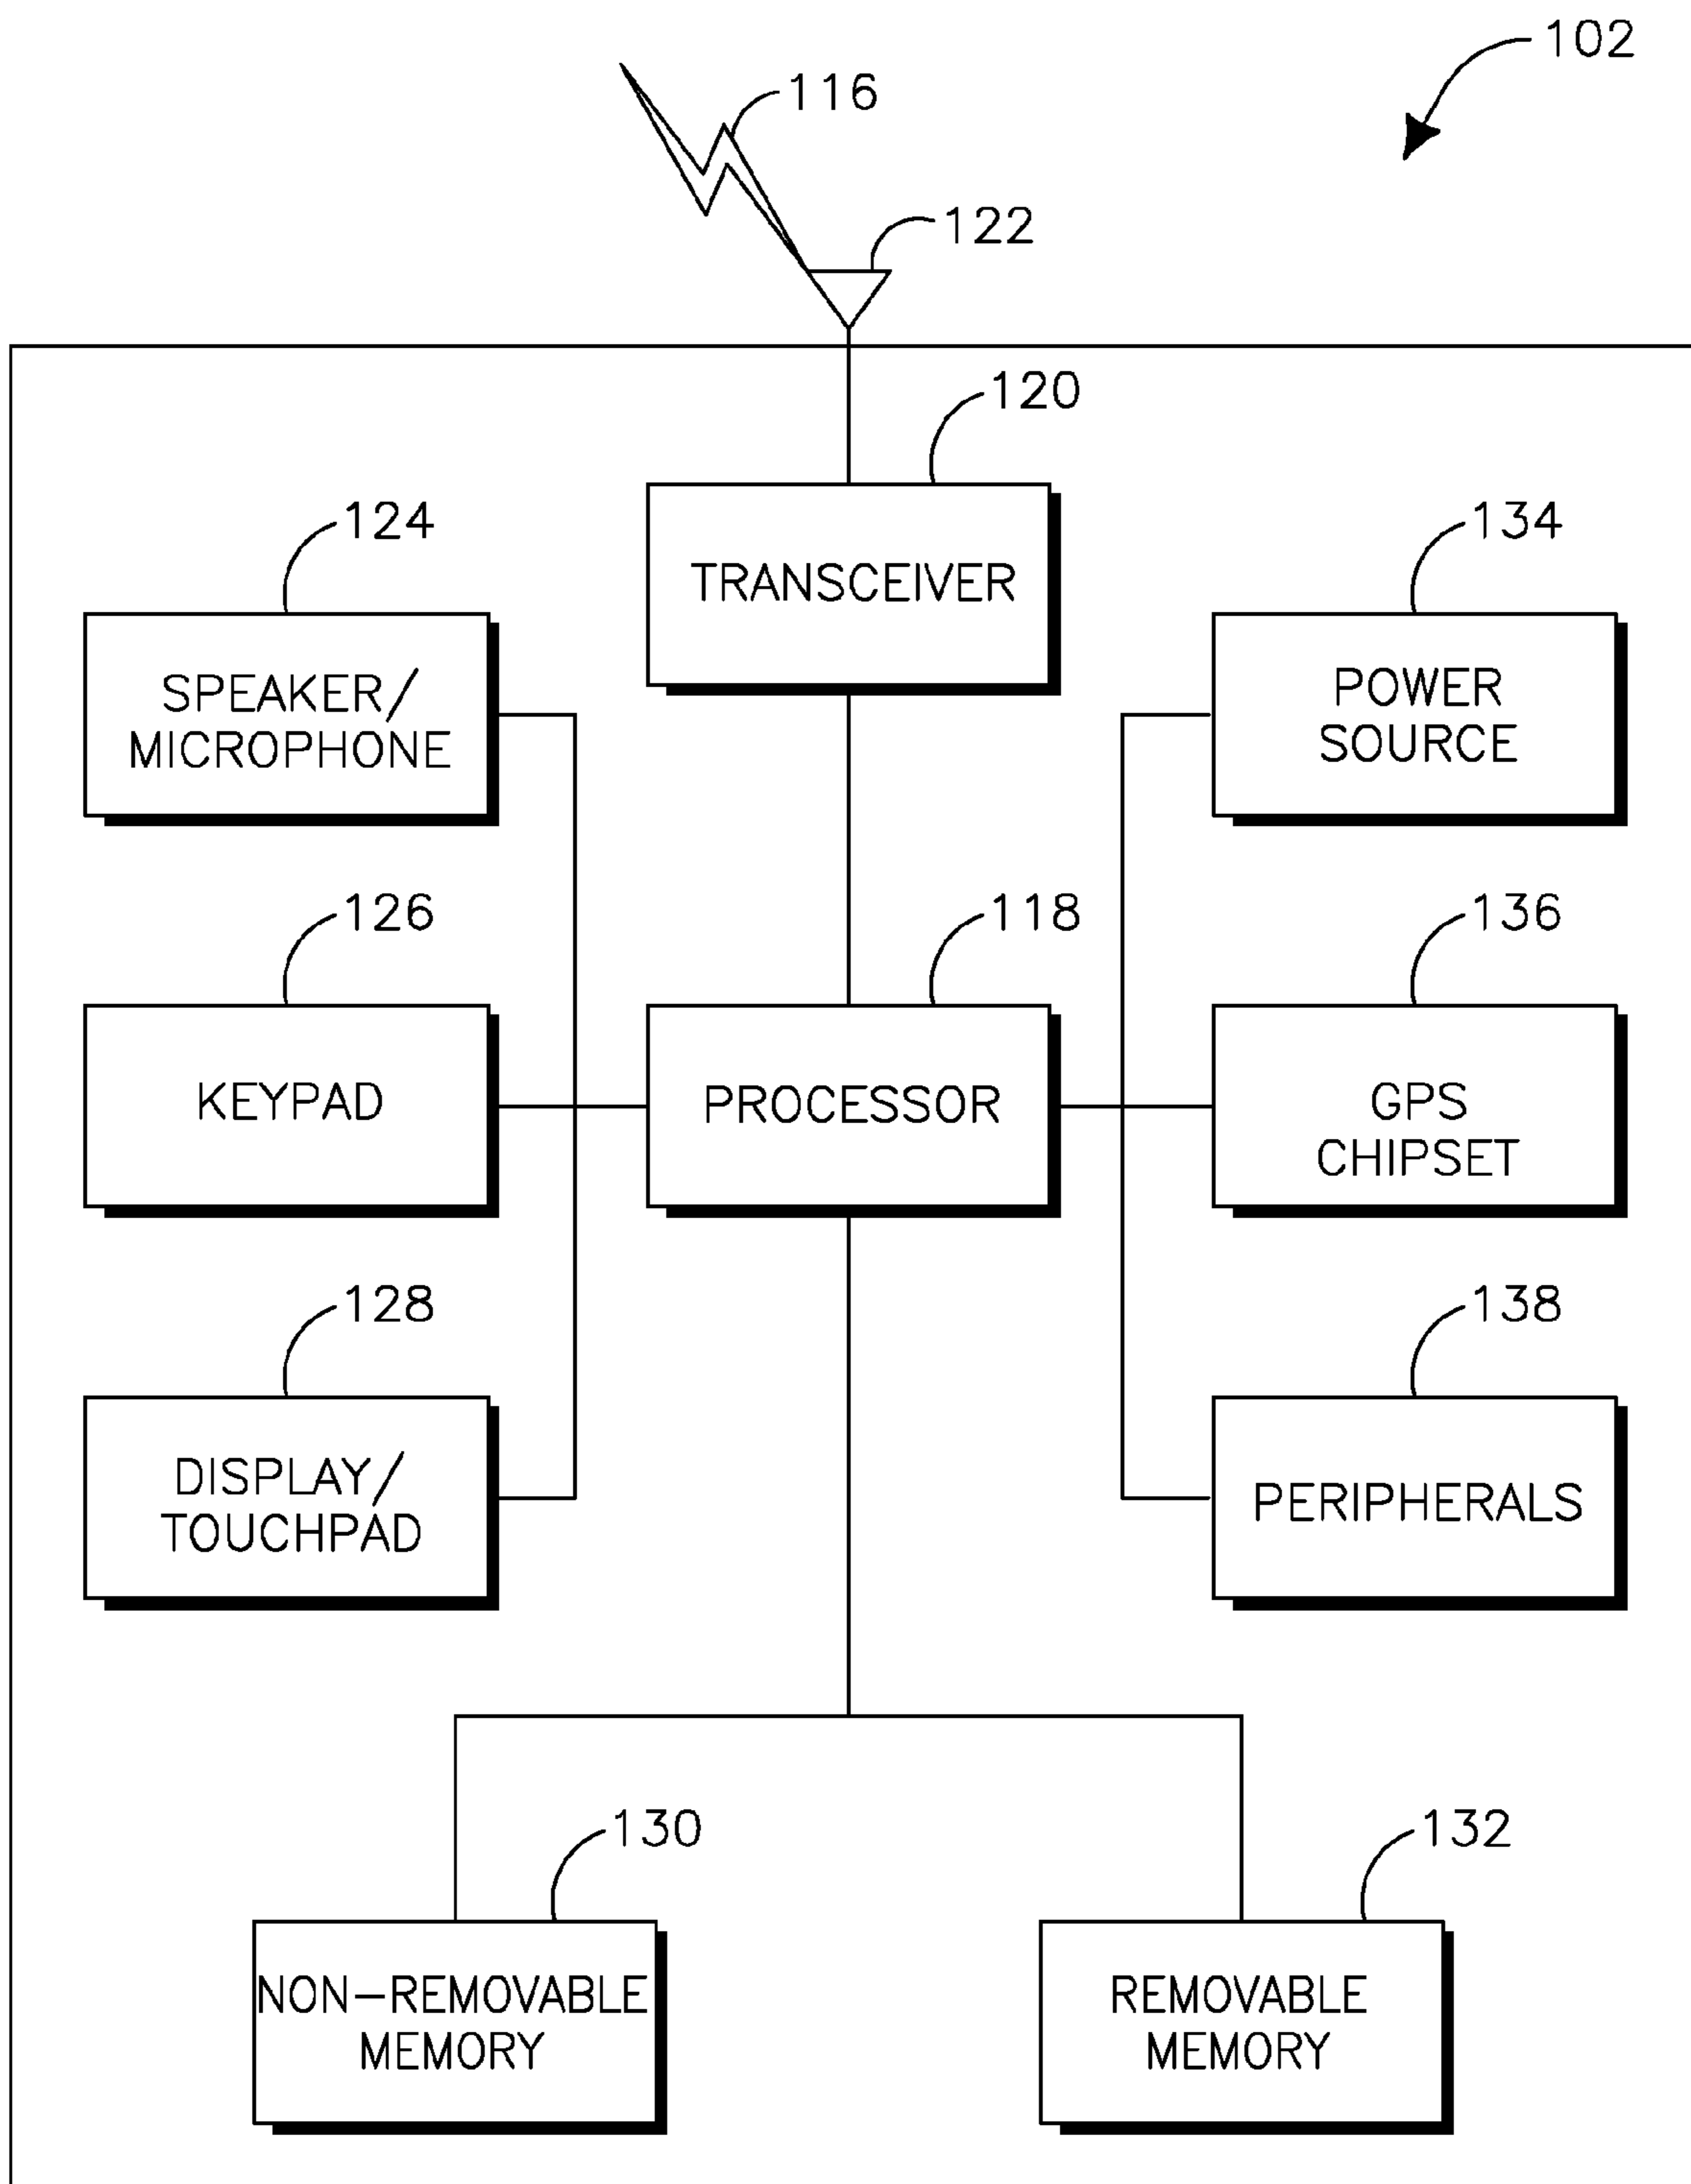 102
116
122
120
TRANSCEIVER
124
SPEAKER/
MICROPHONE
134
POWER
SOURCE
126
KEYPAD
118
PROCESSOR
136
GPS
CHIPSET
128
DISPLAY/
TOUCHPAD
138
PERIPHERALS
130
NON-REMOVABLE
MEMORY
132
REMOVABLE
MEMORY